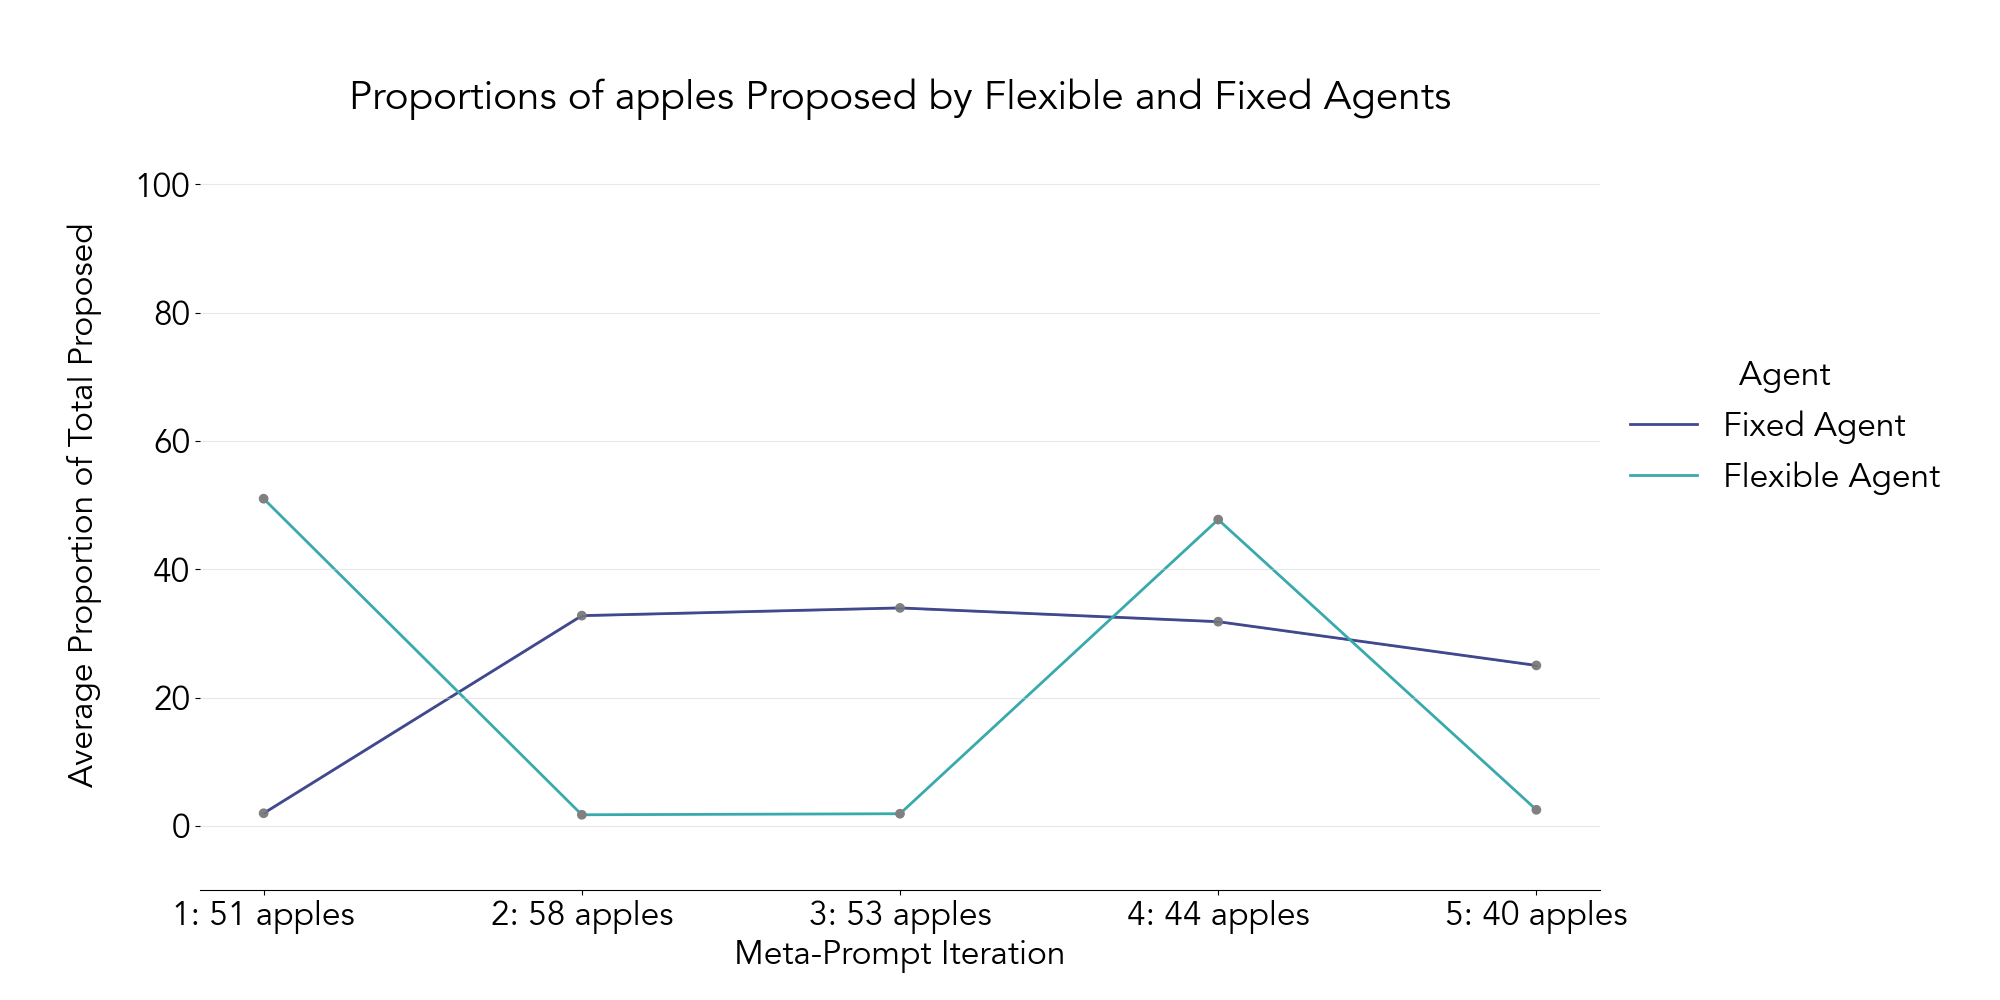 Proportions of apples Proposed by Flexible and Fixed Agents
Average Proportion of Total Proposed
100
80
60
40
20
0
1: 51 apples
2: 58 apples
3: 53 apples
4: 44 apples
5: 40 apples
Meta-Prompt Iteration
Agent
Fixed Agent
Flexible Agent